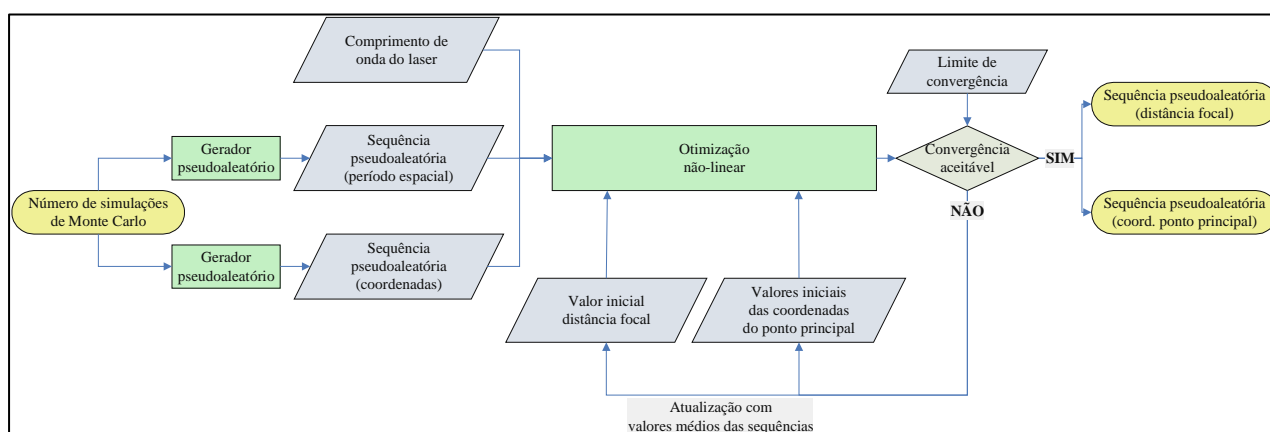 Comprimento de
onda do laser
Limite de
convergência
Sequência pseudoaleatória
(distância focal)
Gerador
pseudoaleatório
Sequência
pseudoaleatória
(período espacial)
Otimização
não-linear
Convergência
aceitável
SIM
Número de simulações
de Monte Carlo
NÃO
Sequência pseudoaleatória
(coord. ponto principal)
Gerador
pseudoaleatório
Sequência
pseudoaleatória
(coordenadas)
Valor inicial
distância focal
Valores iniciais
das coordenadas
do ponto principal
Atualização com
valores médios das sequências